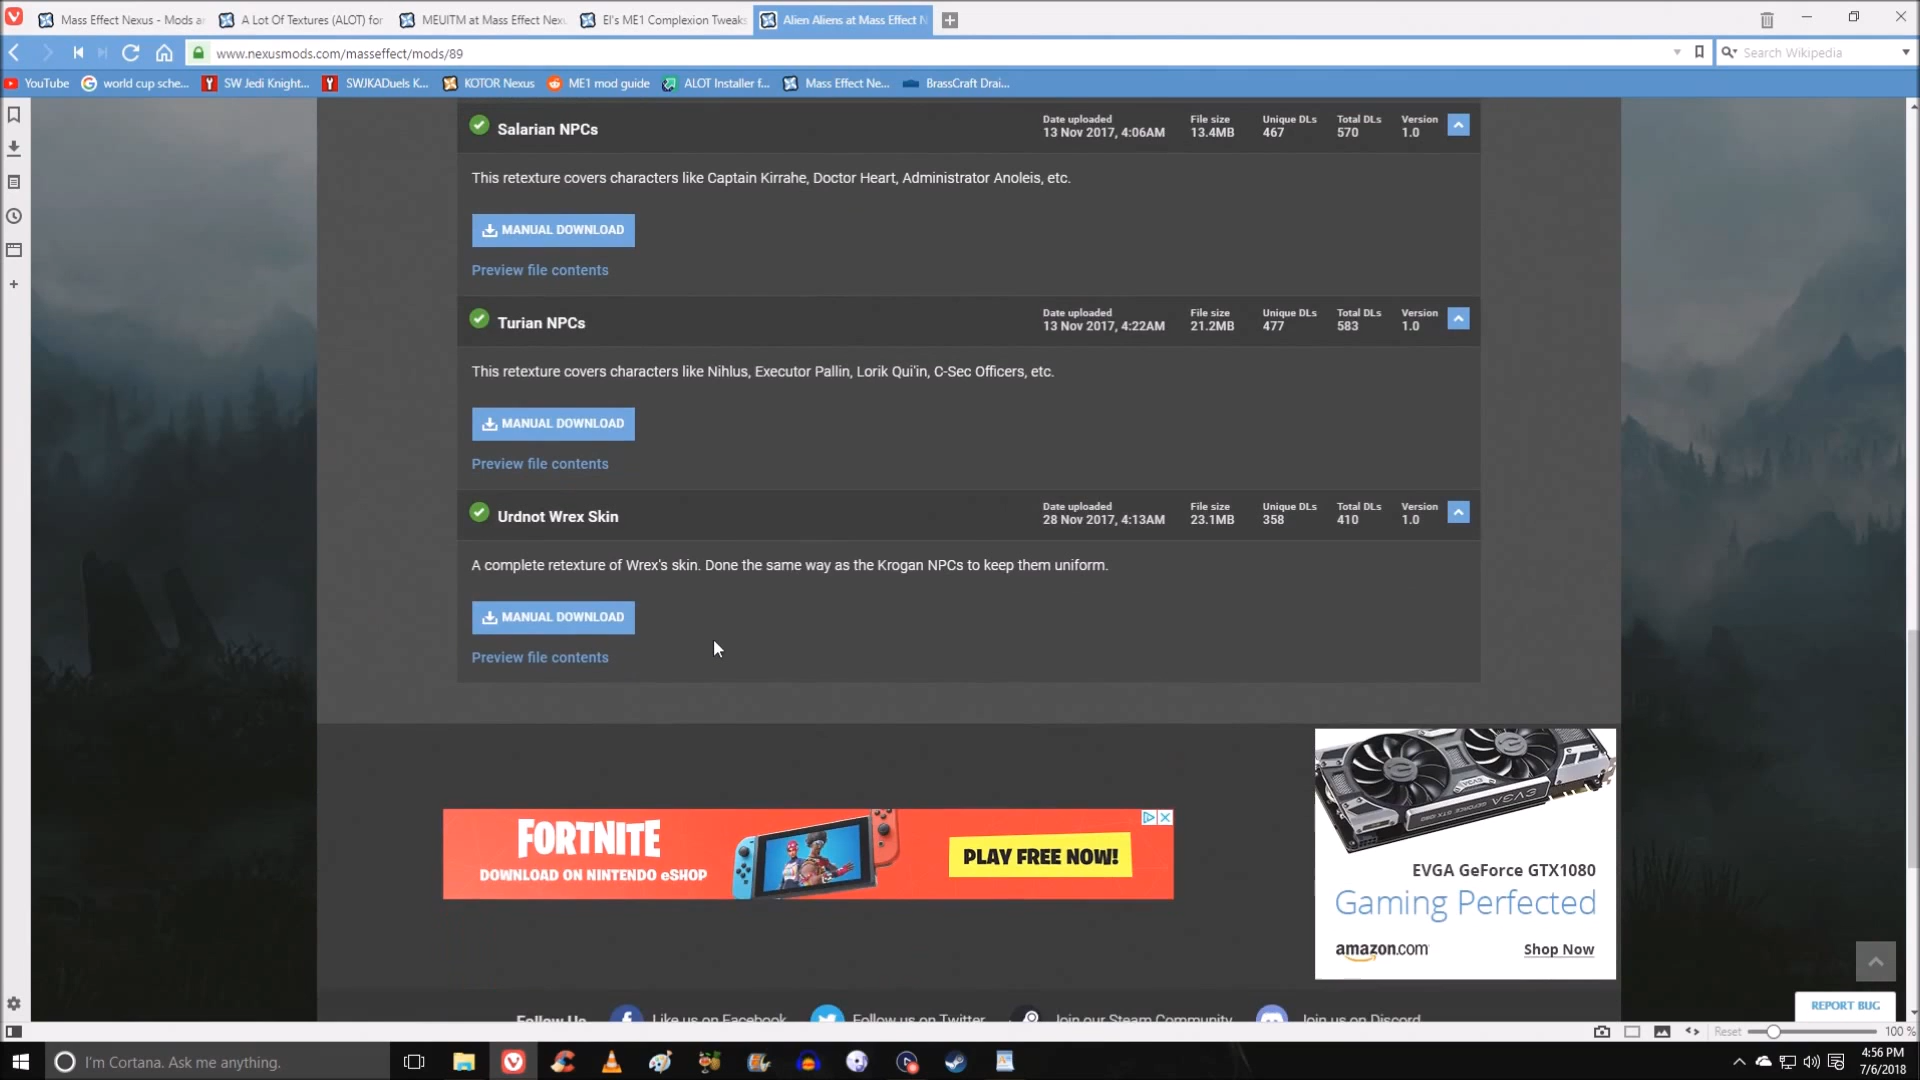 Mass Effect Nexus - Mods a
A Lot Of Textures (ALOT) for
MEUITM at Mass Effect Nex
El's ME1 Complexion Tweaks
Alien Aliens at Mass Effect N
www.nexusmods.com/masseffect/mods/89
Search Wikipedia
YouTube
world cup sche...
SW Jedi Knight...
SWJKADuels K...
KOTOR Nexus
ME1 mod guide
ALOT Installer f...
Mass Effect Ne...
BrassCraft Drai...
Salarian NPCs
Date uploaded
13 Nov 2017, 4:06AM
File size
13.4MB
Unique DLs
467
Total DLs
570
Version
1.0
This retexture covers characters like Captain Kirrahe, Doctor Heart, Administrator Anoleis, etc.
MANUAL DOWNLOAD
Preview file contents
Turian NPCs
Date uploaded
13 Nov 2017, 4:22AM
File size
21.2MB
Unique DLs
477
Total DLs
583
Version
1.0
This retexture covers characters like Nihlus, Executor Pallin, Lorik Qui'in, C-Sec Officers, etc.
MANUAL DOWNLOAD
Preview file contents
Urdnot Wrex Skin
Date uploaded
28 Nov 2017, 4:13AM
File size
23.1MB
Unique DLs
358
Total DLs
410
Version
1.0
A complete retexture of Wrex's skin. Done the same way as the Krogan NPCs to keep them uniform.
MANUAL DOWNLOAD
Preview file contents
FORTNITE
DOWNLOAD ON NINTENDO eSHOP
PLAY FREE NOW!
EVGA GEFORCE GTX 1080
EVGA GeForce GTX1080
Gaming Perfected
amazon.com
Shop Now
REPORT BUG
Follow Us
Like us on Facebook
Follow us on Twitter
Join our Steam Community
Join us on Discord
Reset
100 %
I'm Cortana. Ask me anything.
4:56 PM
7/6/2018